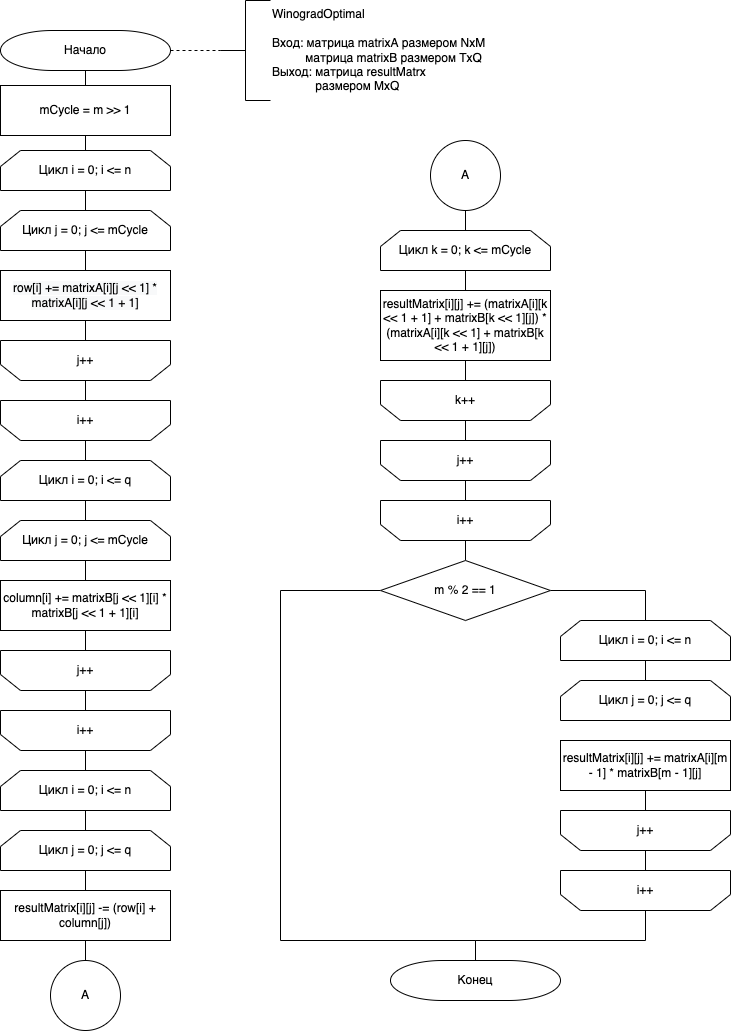 WinogradOptimal
Вход: матрица matrixA размером NxM
матрица matrixB размером TxQ
Выход: матрица resultMatrx
размером MxQ
Начало
mCycle = m >> 1
Цикл i = 0; i <= n
Цикл j = 0; j <= mCycle
row[i] += matrixA[i][j << 1] *
matrixA[i][j << 1 + 1]
j++
i++
Цикл i = 0; i <= q
Цикл j = 0; j <= mCycle
column[i] += matrixB[j << 1][i] *
matrixB[j << 1 + 1][i]
j++
i++
Цикл i = 0; i <= n
Цикл j = 0; j <= q
resultMatrix[i][j] -= (row[i] +
column[j])
A
A
Цикл k = 0; k <= mCycle
resultMatrix[i][j] += (matrixA[i][k
<< 1 + 1] + matrixB[k << 1][j]) *
(matrixA[i][k << 1] + matrixB[k
<< 1 + 1][j])
k++
j++
i++
m % 2 == 1
Цикл i = 0; i <= n
Цикл j = 0; j <= q
resultMatrix[i][j] += matrixA[i][m
- 1] * matrixB[m - 1][j]
j++
i++
Конец